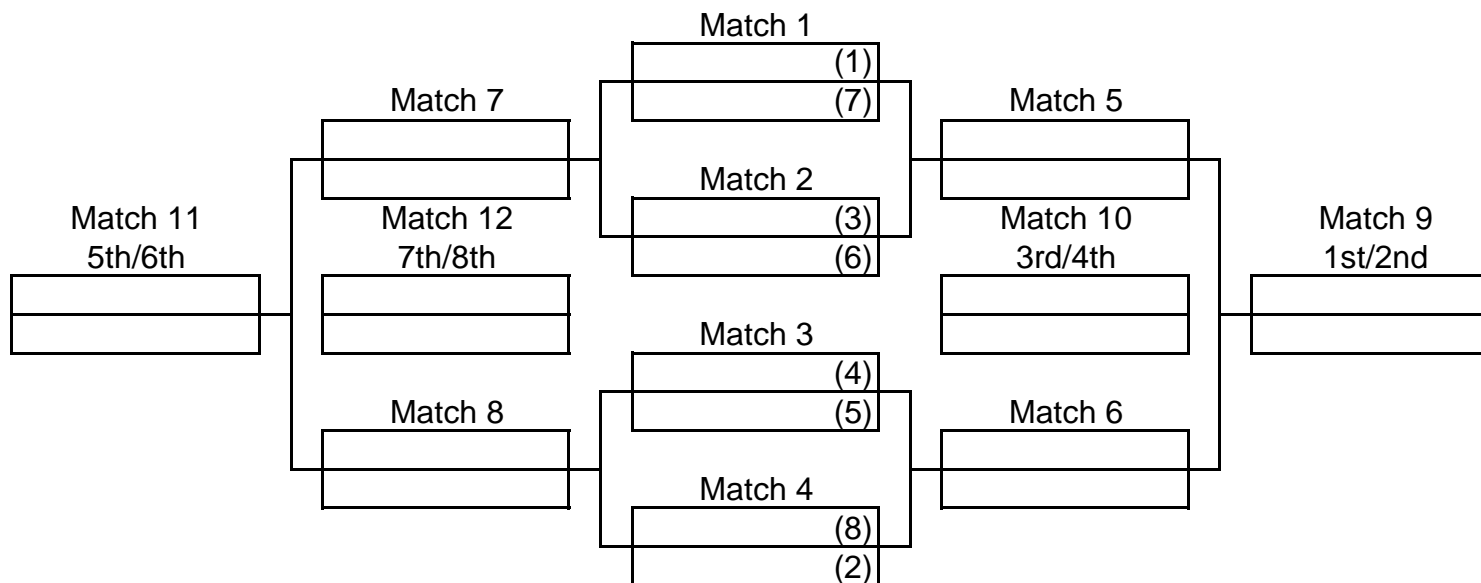 Match 1
(1)
Match 7
(7)
Match 5
Match 2
Match 11
Match 12
(3)
Match 10
Match 9
5th/6th
7th/8th
(6)
3rd/4th
1st/2nd
Match 3
(4)
Match 8
(5)
Match 6
Match 4
(8)
(2)